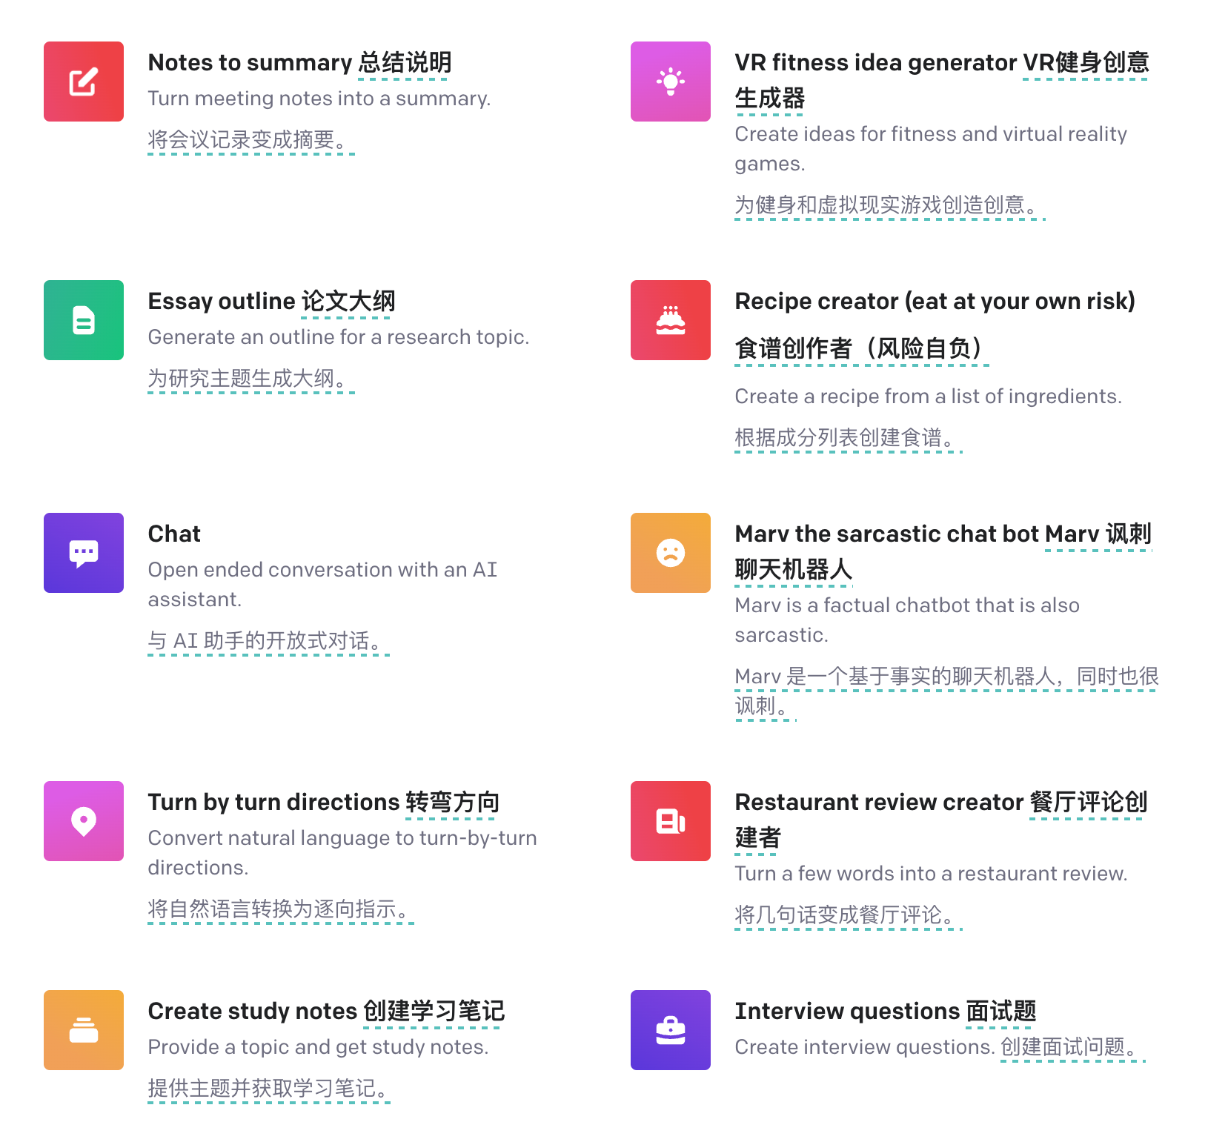 Notes to summary 总结说明
Turn meeting notes into a summary.
将会议记录变成摘要。
VR fitness idea generator VR健身创意
生成器
Create ideas for fitness and virtual reality
games.
为健身和虚拟现实游戏创造创意。
Essay outline 论文大纲
Generate an outline for a research topic.
为研究主题生成大纲。
Recipe creator (eat at your own risk)
食谱创作者（风险自负）
Create a recipe from a list of ingredients.
根据成分列表创建食谱。
Chat
Open ended conversation with an AI
assistant.
与 AI 助手的开放式对话。
Marv the sarcastic chat bot Marv 讽刺
聊天机器人
Marv is a factual chatbot that is also
sarcastic.
Marv 是一个基于事实的聊天机器人，同时也很
讽刺。
Turn by turn directions 转弯方向
Convert natural language to turn-by-turn
directions.
将自然语言转换为逐向指示。
Restaurant review creator 餐厅评论创
建者
Turn a few words into a restaurant review.
将几句话变成餐厅评论。
Create study notes 创建学习笔记
Provide a topic and get study notes.
提供主题并获取学习笔记。
Interview questions 面试题
Create interview questions. 创建面试问题。